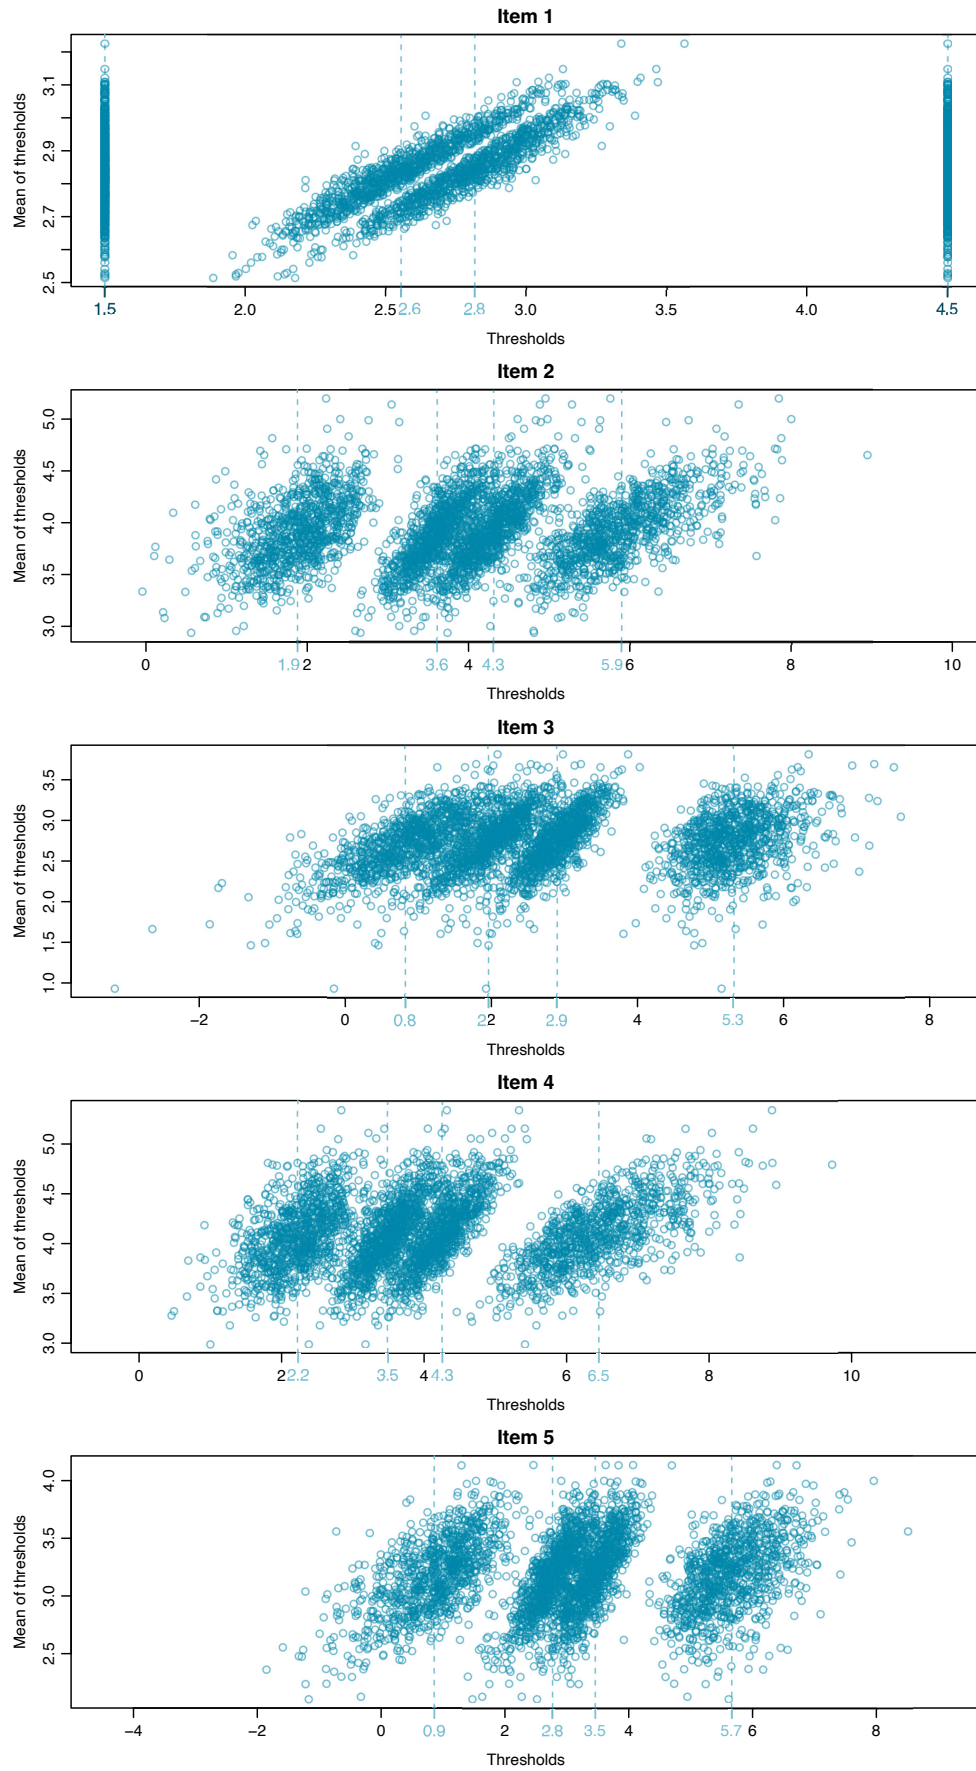 Item 1
Mean of thresholds
2.5 2.7 2.9 3.1
1.5 2.0 2.5 2.6 2.8 3.0 3.5 4.0 4.5
Thresholds
Item 2
Mean of thresholds
3.0 3.5 4.0 4.5 5.0
0 1.9 2 3.6 4 4.3 5.9 6 8 10
Thresholds
Item 3
Mean of thresholds
1.0 1.5 2.0 2.5 3.0 3.5
−2 0 0.8 2 2 2.9 4 5.3 6 8
Thresholds
Item 4
Mean of thresholds
3.0 3.5 4.0 4.5 5.0
0 2 2.2 3.5 4 4.3 6 6.5 8 10
Thresholds
Item 5
Mean of thresholds
2.5 3.0 3.5 4.0
−4 −2 0 0.9 2 2.8 3.5 4 5.7 6 8
Thresholds